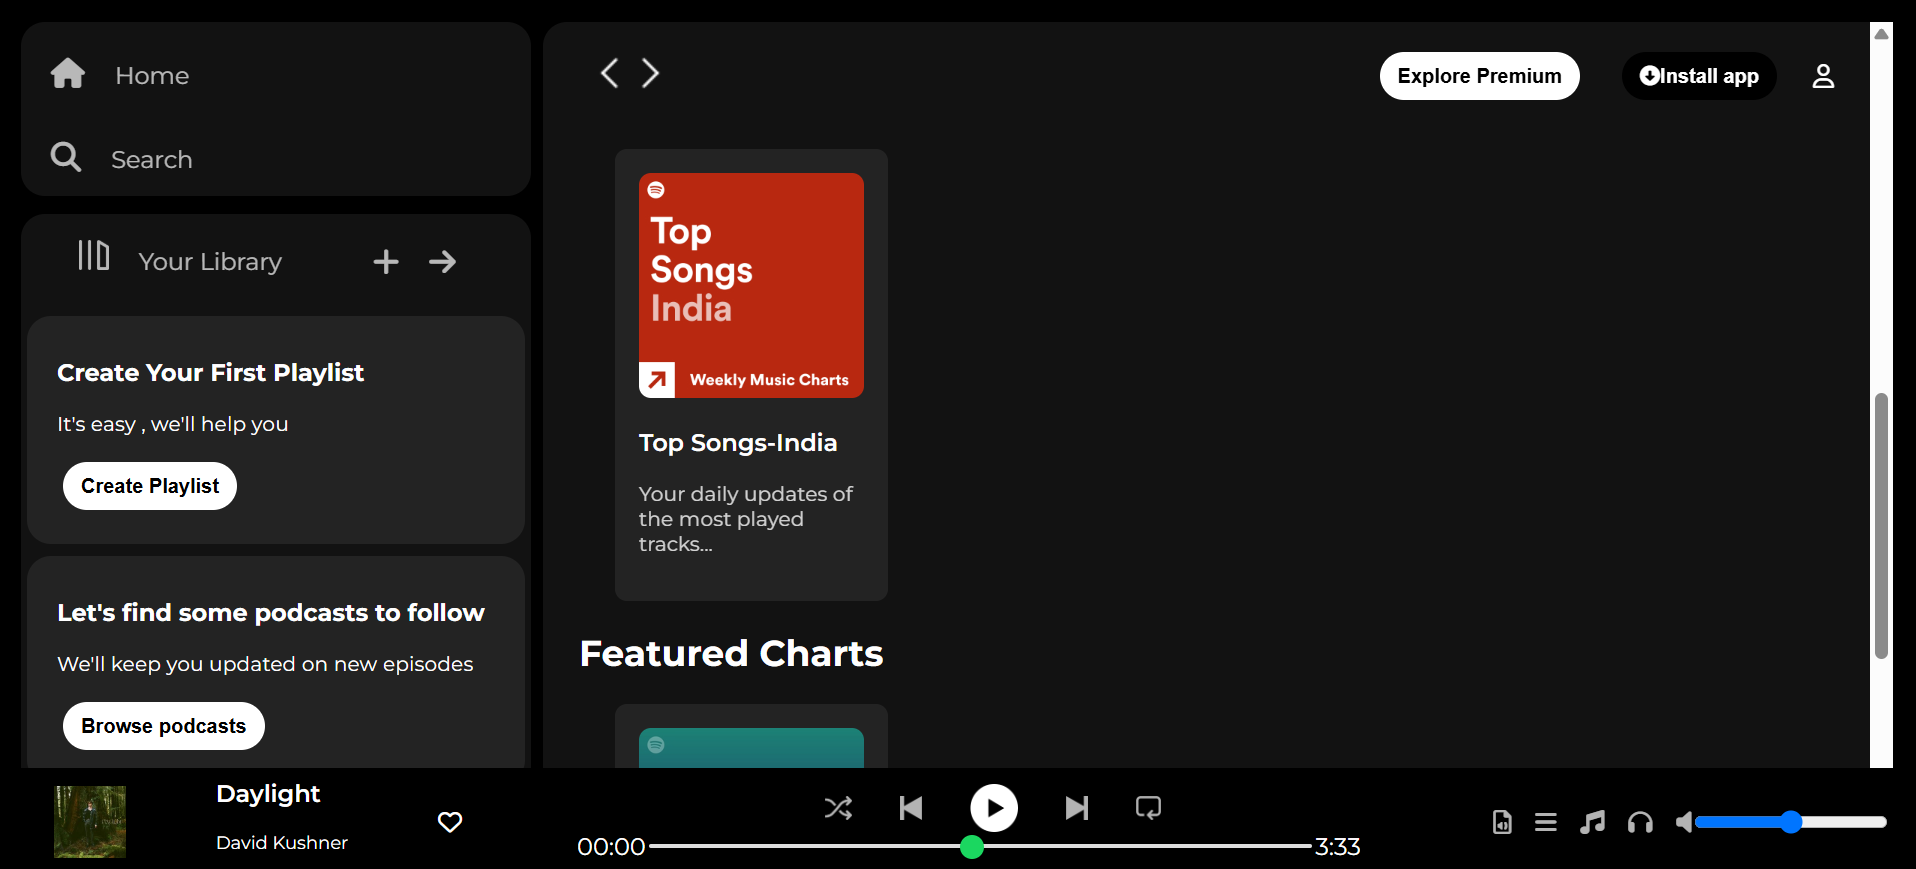 Home
Search
Your Library
Create Your First Playlist
It's easy , we'll help you
Create Playlist
Let's find some podcasts to follow
We'll keep you updated on new episodes
Browse podcasts
Explore Premium
Install app
Top
Songs
India
Weekly Music Charts
Top Songs-India
Your daily updates of
the most played
tracks...
Featured Charts
Daylight
David Kushner
00:00
3:33